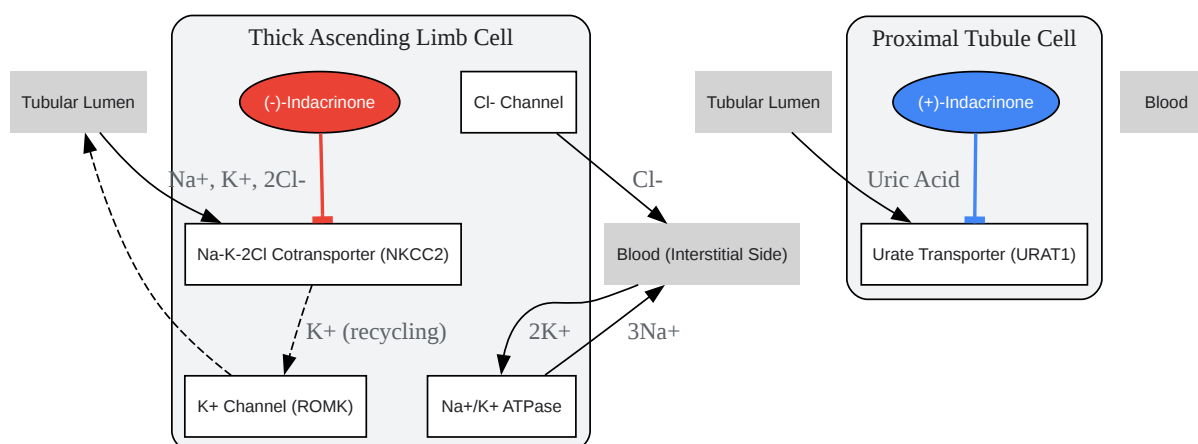 Thick Ascending Limb Cell
Proximal Tubule Cell
Tubular Lumen
(-)-Indacrinone
Cl- Channel
Tubular Lumen
(+)-Indacrinone
Blood
Na+, K+, 2Cl-
Cl-
Uric Acid
Na-K-2Cl Cotransporter (NKCC2)
Blood (Interstitial Side)
Urate Transporter (URAT1)
K+ (recycling)
2K+
3Na+
K+ Channel (ROMK)
Na+/K+ ATPase